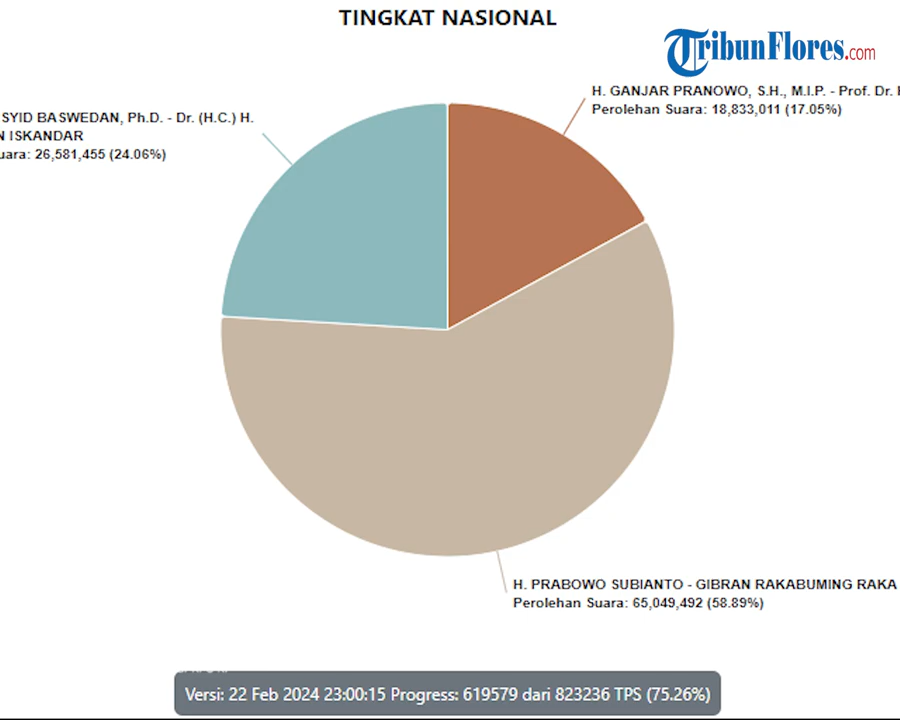 TINGKAT NASIONAL
TribunFlores.com
H. GANJAR PRANOWO, S.H., M.I.P. - Prof. Dr.
Perolehan Suara: 18,833,011 (17.05%)
SYID BASWEDAN, Ph.D. - Dr. (H.C.) H.
N ISKANDAR
uara: 26,581,455 (24.06%)
H. PRABOWO SUBIANTO - GIBRAN RAKABUMING RAKA
Perolehan Suara: 65,049,492 (58.89%)
Versi: 22 Feb 2024 23:00:15 Progress: 619579 dari 823236 TPS (75.26%)